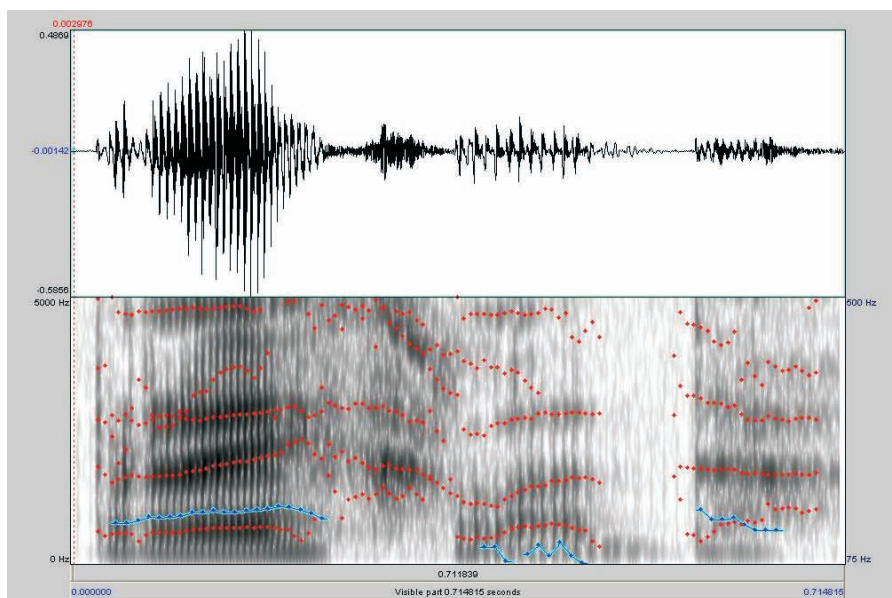 0.002976
0.4869
-0.00142
-0.5856
5000 Hz
500 Hz
0 Hz
75 Hz
0.711839
0.000000
Visible part 0.714815 seconds
0.714815